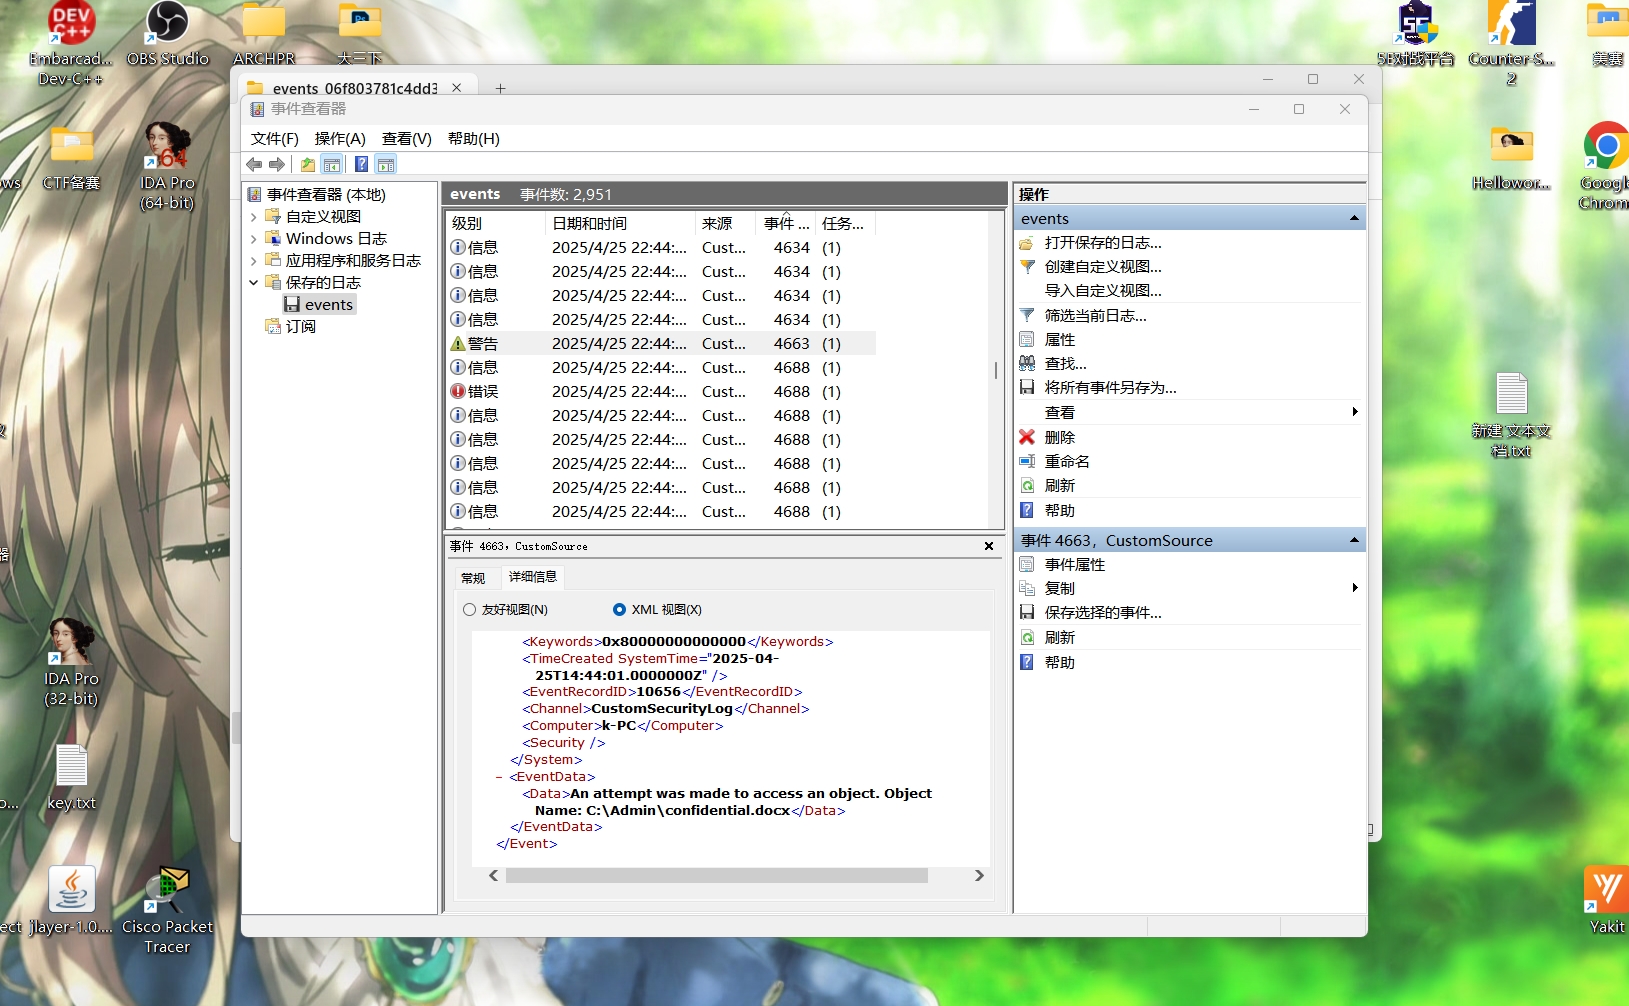 Embarcad...
Dev-C++
OBS Studio
ARCHPR
大三下
5E对战平台
Counter-S...
2
美赛
CTF备赛
IDA Pro
(64-bit)
Hellowor...
Googl
Chrom
新建 文本文
档.txt
IDA Pro
(32-bit)
key.txt
jlayer-1.0....
Cisco Packet
Tracer
Yakit
events_06f803781c4dd3
事件查看器
文件(F) 操作(A) 查看(V) 帮助(H)
事件查看器 (本地)
自定义视图
Windows 日志
应用程序和服务日志
保存的日志
events
订阅
events 事件数: 2,951
级别 日期和时间 来源 事件 ... 任务...
信息 2025/4/25 22:44:... Cust... 4634 (1)
信息 2025/4/25 22:44:... Cust... 4634 (1)
信息 2025/4/25 22:44:... Cust... 4634 (1)
信息 2025/4/25 22:44:... Cust... 4634 (1)
警告 2025/4/25 22:44:... Cust... 4663 (1)
信息 2025/4/25 22:44:... Cust... 4688 (1)
错误 2025/4/25 22:44:... Cust... 4688 (1)
信息 2025/4/25 22:44:... Cust... 4688 (1)
信息 2025/4/25 22:44:... Cust... 4688 (1)
信息 2025/4/25 22:44:... Cust... 4688 (1)
信息 2025/4/25 22:44:... Cust... 4688 (1)
信息 2025/4/25 22:44:... Cust... 4688 (1)
事件 4663，CustomSource
常规 详细信息
友好视图(N) XML 视图(X)
<Keywords>0x80000000000000</Keywords>
<TimeCreated SystemTime="2025-04-
25T14:44:01.0000000Z" />
<EventRecordID>10656</EventRecordID>
<Channel>CustomSecurityLog</Channel>
<Computer>k-PC</Computer>
<Security />
</System>
- <EventData>
<Data>An attempt was made to access an object. Object
Name: C:\Admin\confidential.docx</Data>
</EventData>
</Event>
操作
events
打开保存的日志...
创建自定义视图...
导入自定义视图...
筛选当前日志...
属性
查找...
将所有事件另存为...
查看
删除
重命名
刷新
帮助
事件 4663，CustomSource
事件属性
复制
保存选择的事件...
刷新
帮助